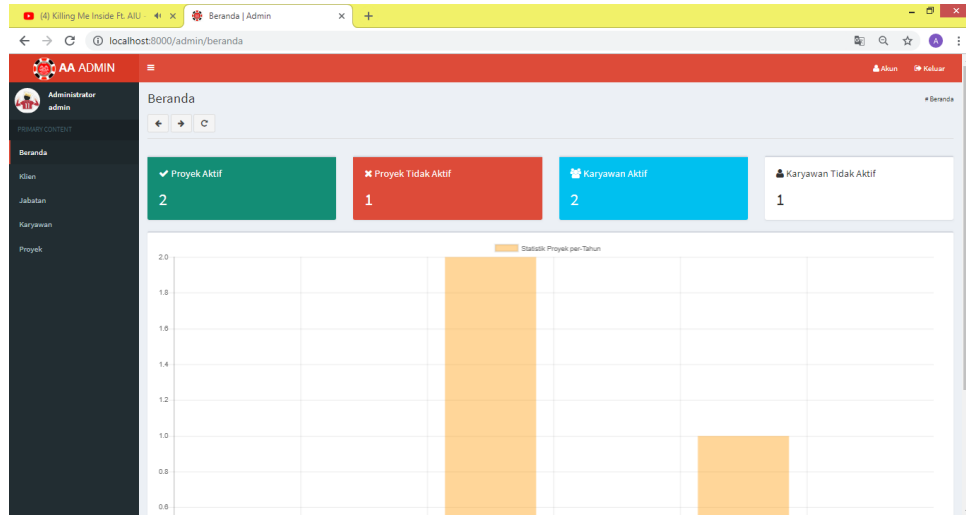 (4) Killing Me Inside Ft. AIU -
Beranda | Admin
localhost:8000/admin/beranda
A
AA ADMIN
Akun
Keluar
Administrator
admin
PRIMARY CONTENT
Beranda
Klien
Jabatan
Karyawan
Proyek
Beranda
# Beranda
Proyek Aktif
2
Proyek Tidak Aktif
1
Karyawan Aktif
2
Karyawan Tidak Aktif
1
Statistik Proyek per-Tahun
2.0
1.8
1.6
1.4
1.2
1.0
0.8
0.6